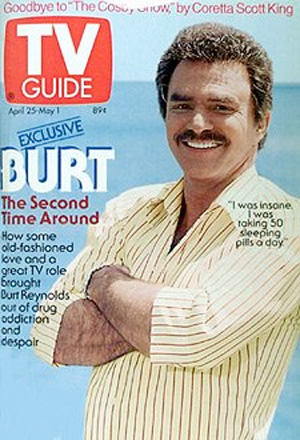 Goodbye to "The Cosby Show," by Coretta Scott King
TV
GUIDE
April 25-May 1 89¢
EXCLUSIVE
BURT
The Second
Time Around
How some
old-fashioned
love and a
great TV role
brought
Burt Reynolds
out of drug
addiction
and
despair
"I was insane.
I was
taking 50
sleeping
pills a day."